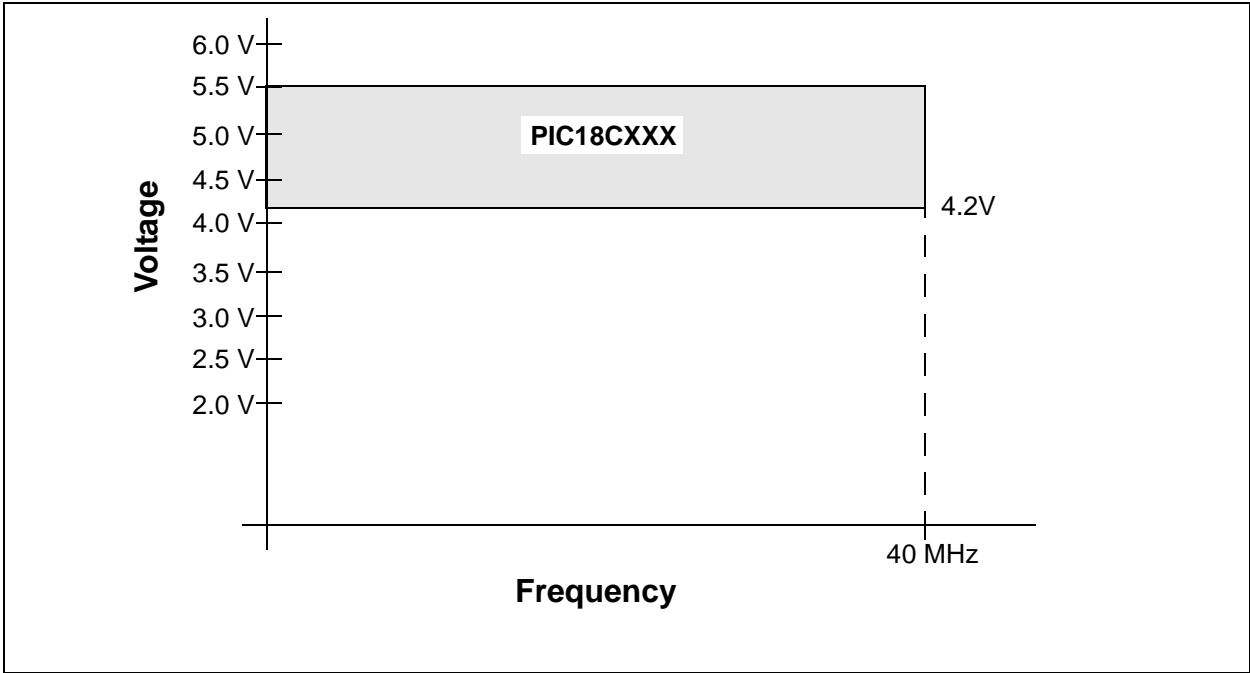 6.0 V
5.5 V
5.0 V
PIC18CXXX
4.5 V
4.2V
4.0 V
Voltage
3.5 V
3.0 V
2.5 V
2.0 V
40 MHz
Frequency